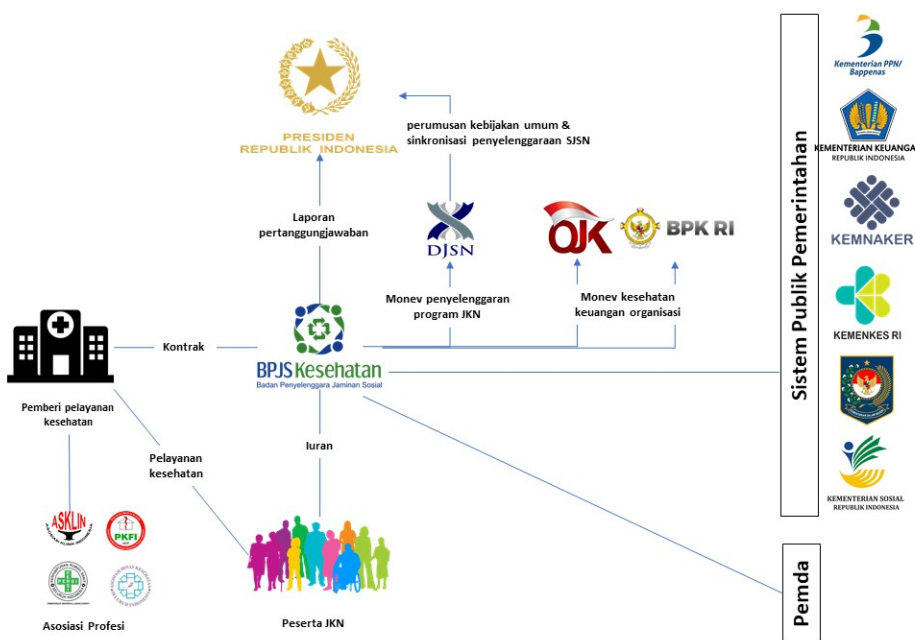 PRESIDEN
REPUBLIK INDONESIA
perumusan kebijakan umum &
sinkronisasi penyelenggaraan SJSN
Laporan
pertanggungjawaban
DJSN
OJK
BPK RI
Monev penyelenggaran
program JKN
Monev kesehatan
keuangan organisasi
Kontrak
BPJS Kesehatan
Badan Penyelenggara Jaminan Sosial
Pemberi pelayanan
kesehatan
Pelayanan
kesehatan
Iuran
ASKLIN
PKFI
Asosiasi Profesi
Peserta JKN
Sistem Publik Pemerintahan
Kementerian PPN/
Bappenas
KEMENTERIAN KEUANGA
REPUBLIK INDONESIA
KEMNAKER
KEMENKES RI
KEMENTERIAN SOSIAL
REPUBLIK INDONESIA
Pemda